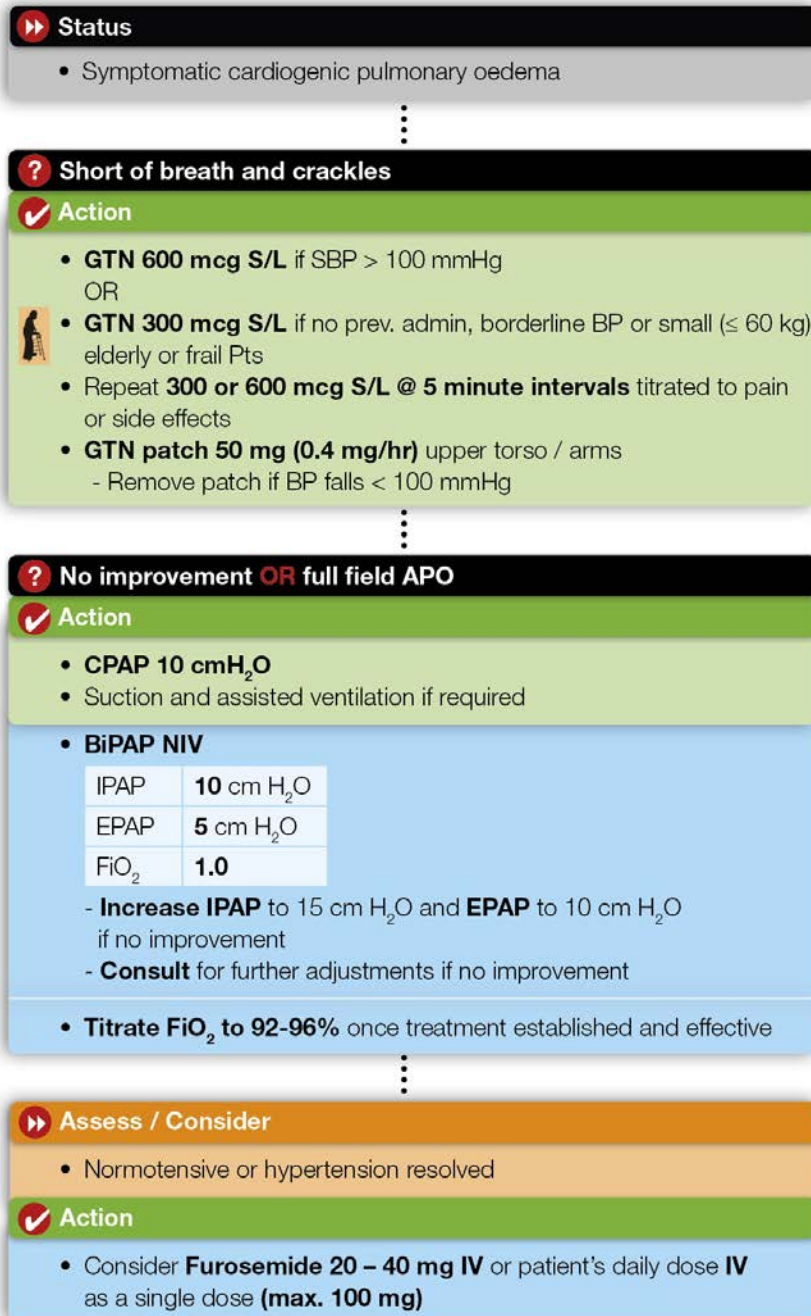 Status
• Symptomatic cardiogenic pulmonary oedema
? Short of breath and crackles
Action
• GTN 600 mcg S/L if SBP > 100 mmHg
OR
• GTN 300 mcg S/L if no prev. admin, borderline BP or small (≤ 60 kg)
elderly or frail Pts
• Repeat 300 or 600 mcg S/L @ 5 minute intervals titrated to pain
or side effects
• GTN patch 50 mg (0.4 mg/hr) upper torso / arms
- Remove patch if BP falls < 100 mmHg
? No improvement OR full field APO
Action
• CPAP 10 cmH₂O
• Suction and assisted ventilation if required
• BiPAP NIV
IPAP 10 cm H₂O
EPAP 5 cm H₂O
FiO₂ 1.0
- Increase IPAP to 15 cm H₂O and EPAP to 10 cm H₂O
if no improvement
- Consult for further adjustments if no improvement
• Titrate FiO₂ to 92-96% once treatment established and effective
Assess / Consider
• Normotensive or hypertension resolved
Action
• Consider Furosemide 20 – 40 mg IV or patient's daily dose IV
as a single dose (max. 100 mg)